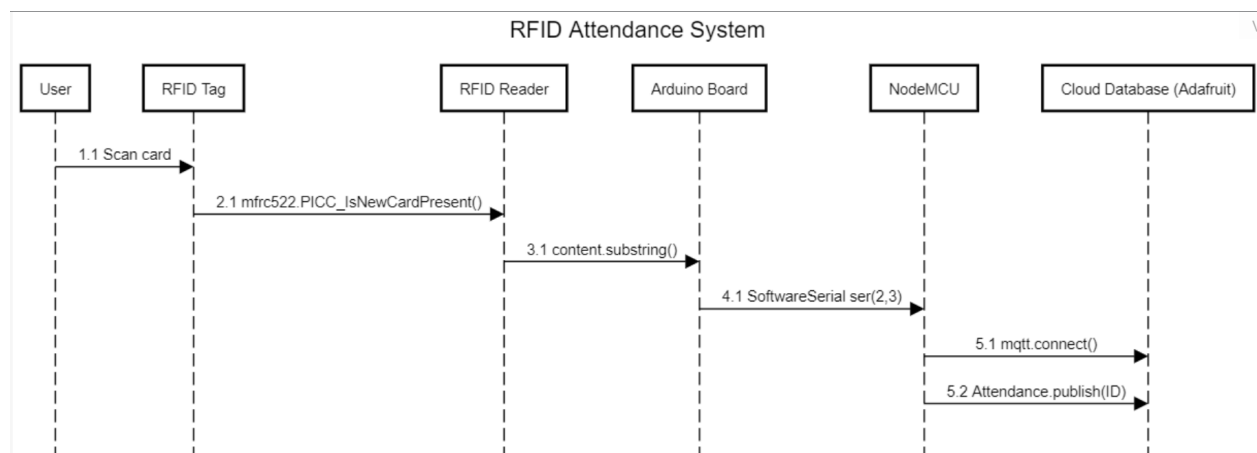 RFID Attendance System
User
RFID Tag
RFID Reader
Arduino Board
NodeMCU
Cloud Database (Adafruit)
1.1 Scan card
2.1 mfrc522.PICC_IsNewCardPresent()
3.1 content.substring()
4.1 SoftwareSerial ser(2,3)
5.1 mqtt.connect()
5.2 Attendance.publish(ID)